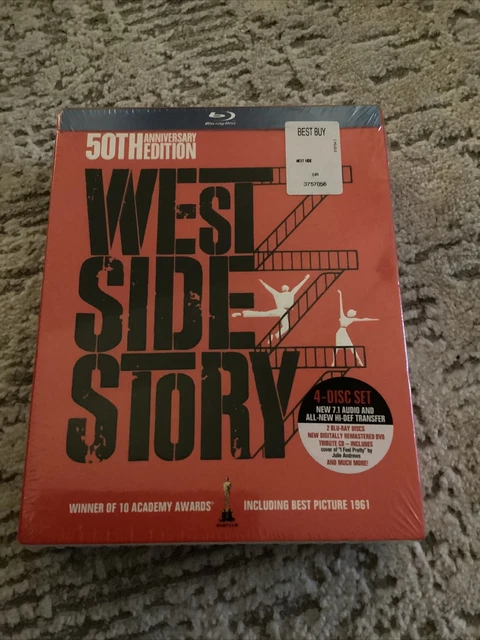 Blu-ray Disc
50TH ANNIVERSARY EDITION
BEST BUY
WEST SIDE
3757056
WEST
SIDE
STORY
4-DISC SET
NEW 7.1 AUDIO AND
ALL-NEW HI-DEF TRANSFER
2 BLU-RAY DISCS
NEW DIGITALLY REMASTERED DVD
TRIBUTE CD – INCLUDES
cover of "I Feel Pretty" by
Julie Andrews
AND MUCH MORE!
WINNER OF 10 ACADEMY AWARDS® INCLUDING BEST PICTURE 1961